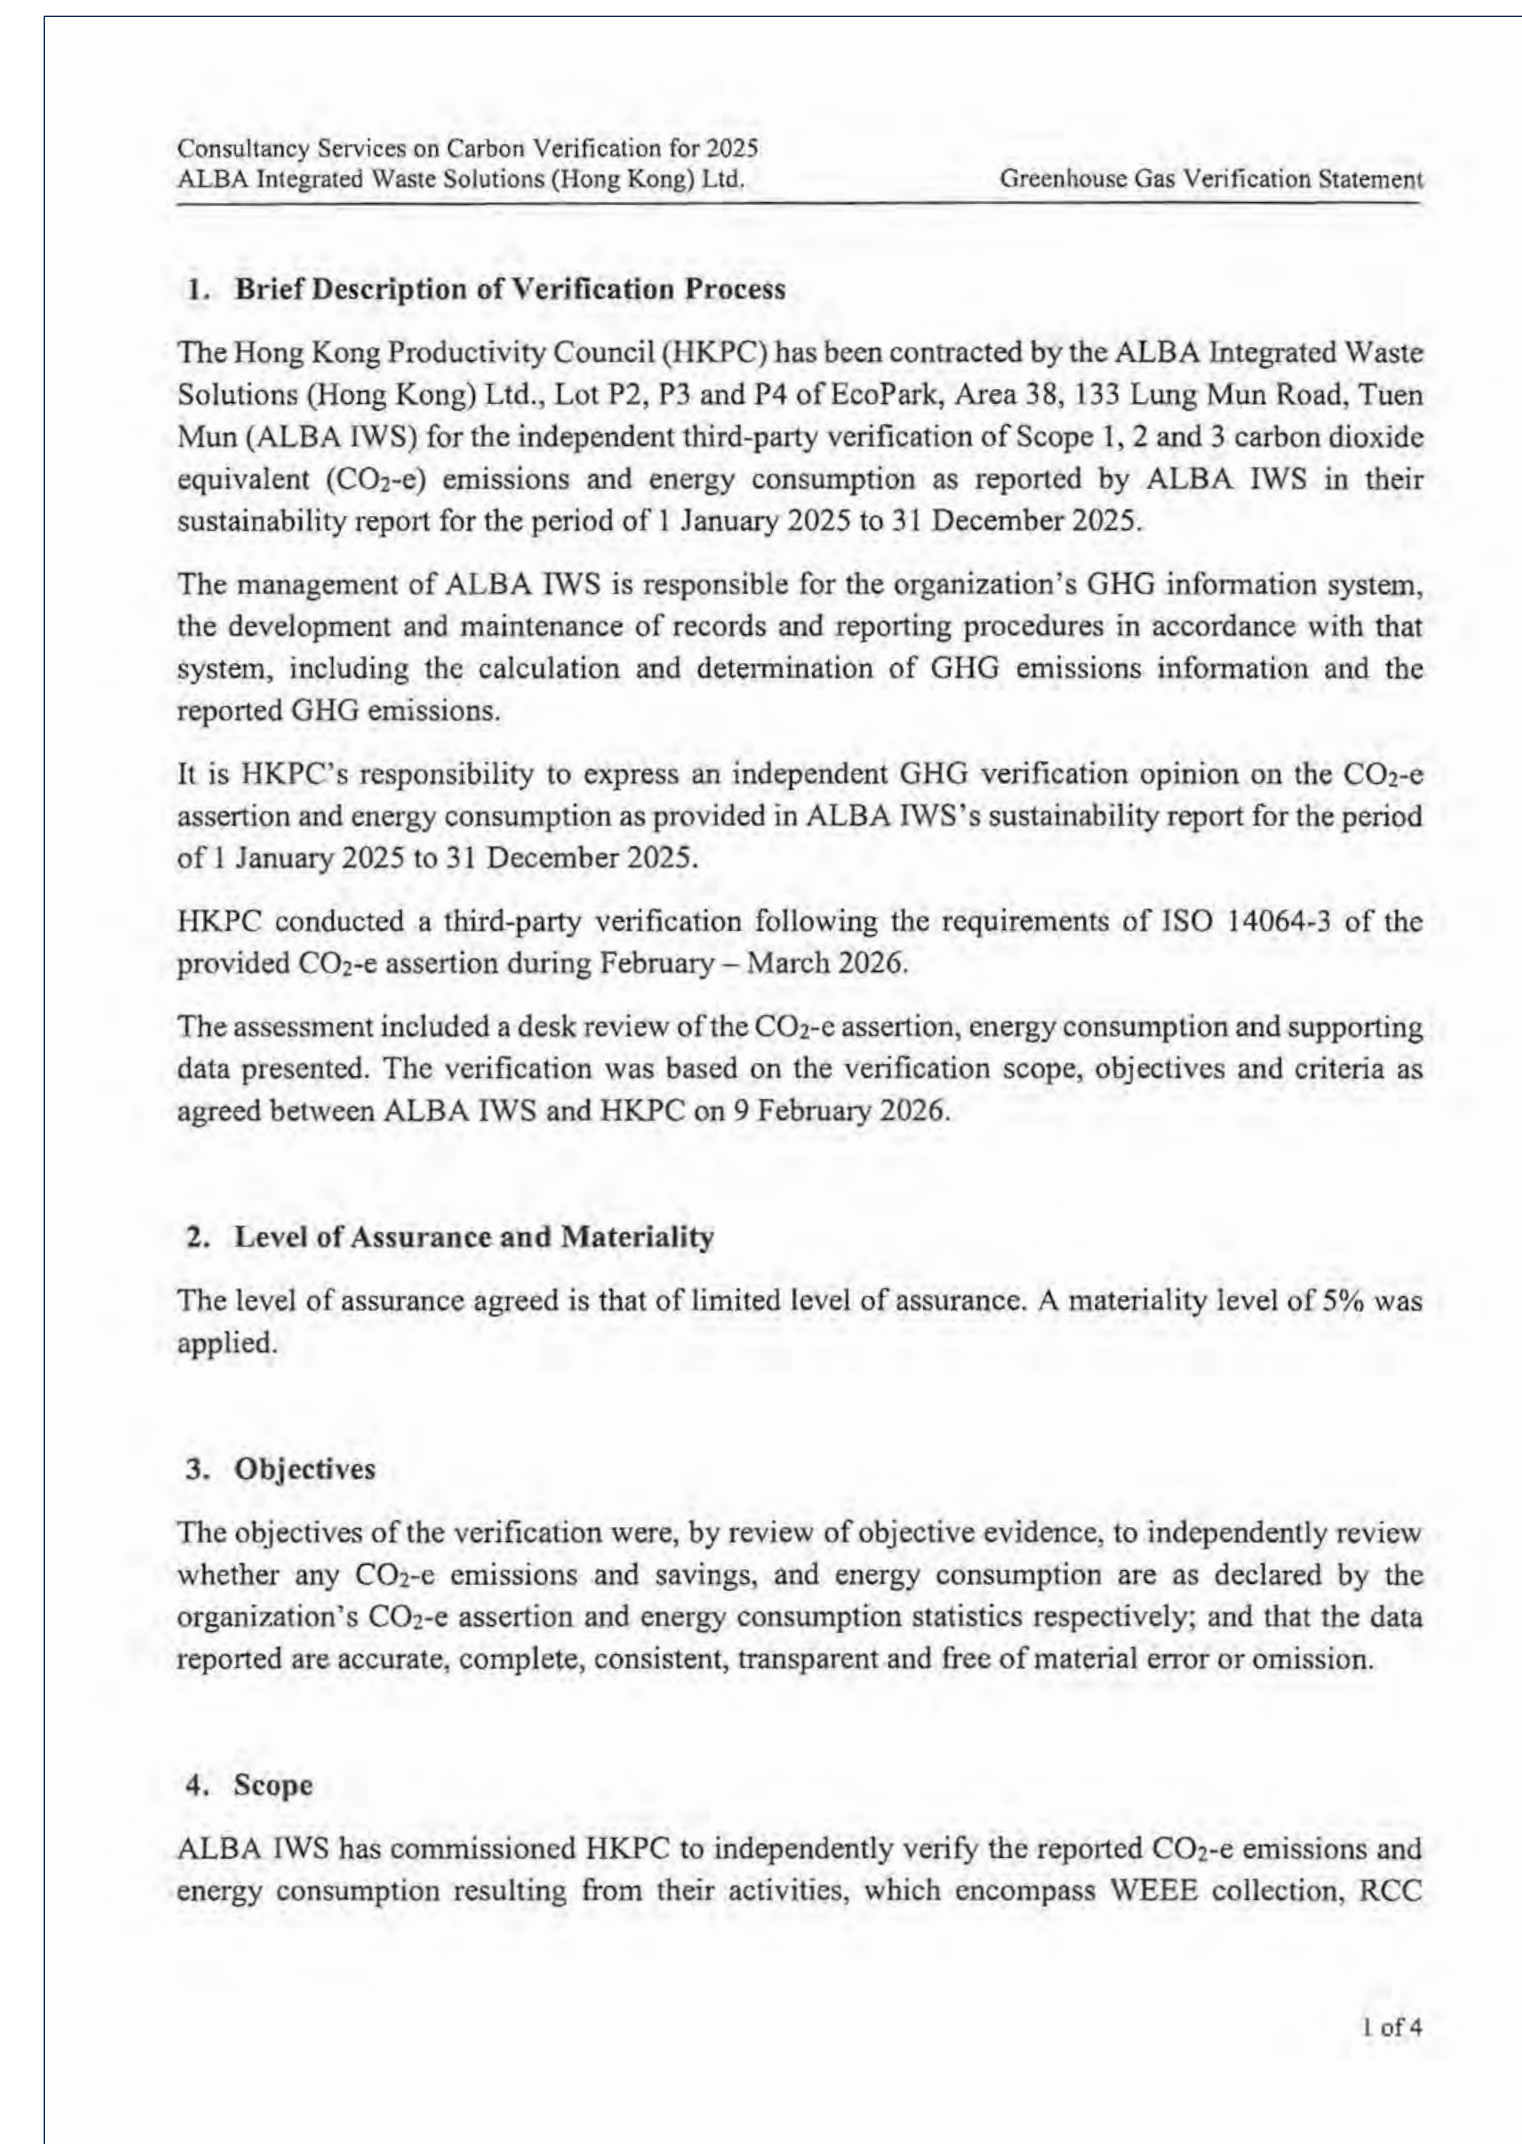 Consultancy Services on Carbon Verification for 2025
ALBA Integrated Waste Solutions (Hong Kong) Ltd. Greenhouse Gas Verification Statement
1. Brief Description of Verification Process
The Hong Kong Productivity Council (HKPC) has been contracted by the ALBA Integrated Waste
Solutions (Hong Kong) Ltd., Lot P2, P3 and P4 of EcoPark, Area 38, 133 Lung Mun Road, Tuen
Mun (ALBA IWS) for the independent third-party verification of Scope 1, 2 and 3 carbon dioxide
equivalent (CO2-e) emissions and energy consumption as reported by ALBA IWS in their
sustainability report for the period of 1 January 2025 to 31 December 2025.
The management of ALBA IWS is responsible for the organization's GHG information system,
the development and maintenance of records and reporting procedures in accordance with that
system, including the calculation and determination of GHG emissions information and the
reported GHG emissions.
It is HKPC's responsibility to express an independent GHG verification opinion on the CO2-e
assertion and energy consumption as provided in ALBA IWS's sustainability report for the period
of 1 January 2025 to 31 December 2025.
HKPC conducted a third-party verification following the requirements of ISO 14064-3 of the
provided CO2-e assertion during February – March 2026.
The assessment included a desk review of the CO2-e assertion, energy consumption and supporting
data presented. The verification was based on the verification scope, objectives and criteria as
agreed between ALBA IWS and HKPC on 9 February 2026.
2. Level of Assurance and Materiality
The level of assurance agreed is that of limited level of assurance. A materiality level of 5% was
applied.
3. Objectives
The objectives of the verification were, by review of objective evidence, to independently review
whether any CO2-e emissions and savings, and energy consumption are as declared by the
organization's CO2-e assertion and energy consumption statistics respectively; and that the data
reported are accurate, complete, consistent, transparent and free of material error or omission.
4. Scope
ALBA IWS has commissioned HKPC to independently verify the reported CO2-e emissions and
energy consumption resulting from their activities, which encompass WEEE collection, RCC
1 of 4